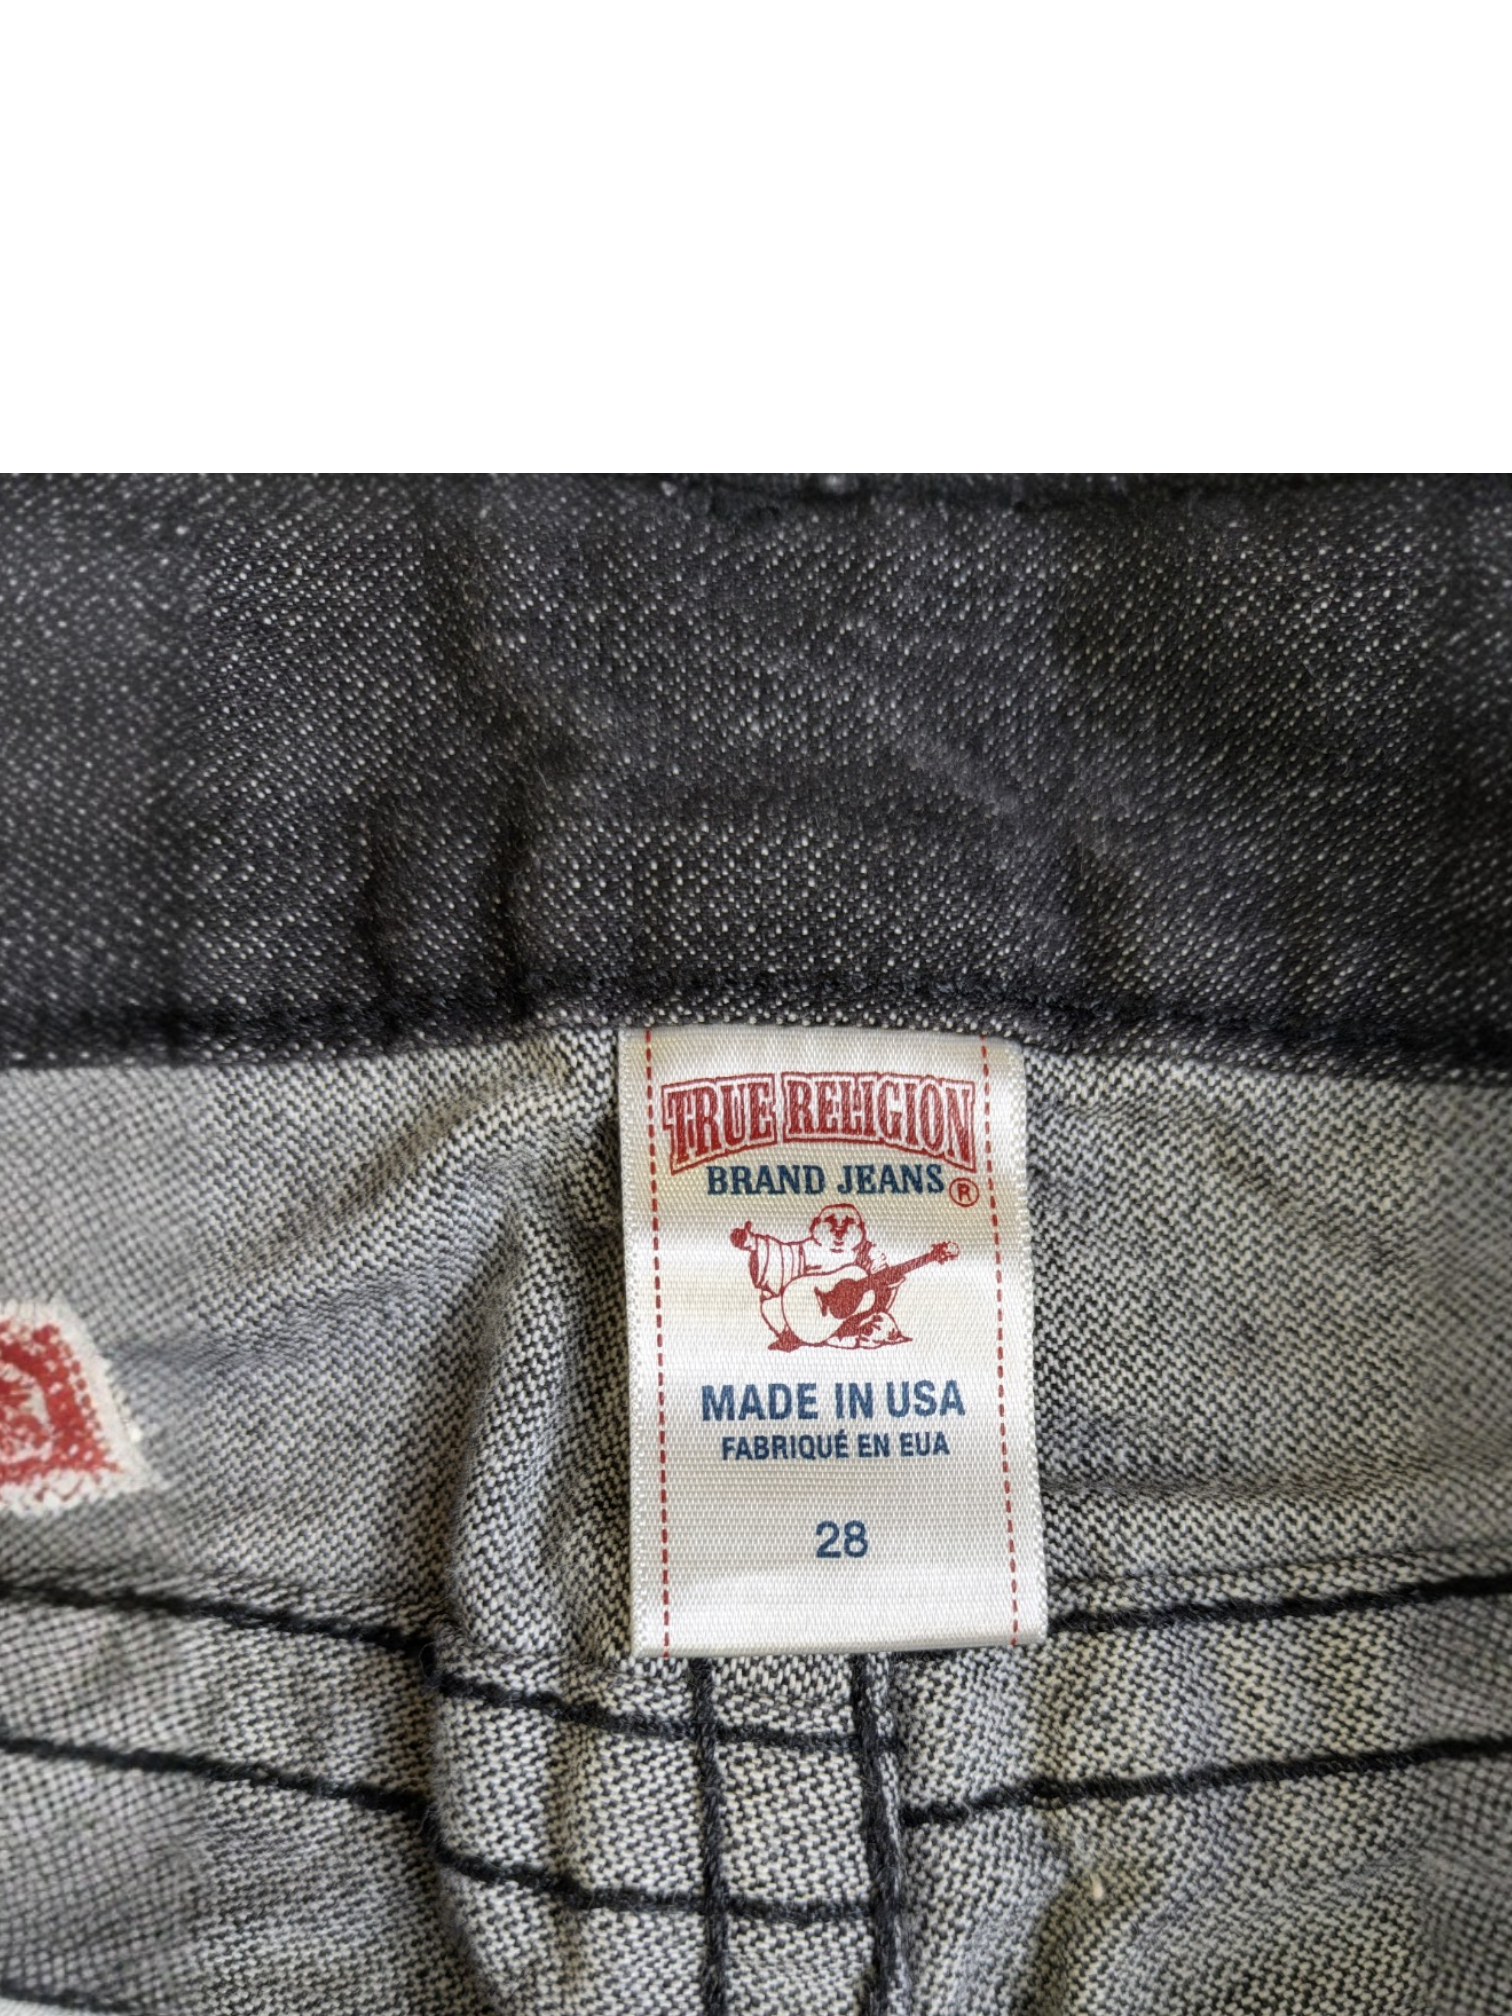 TRUE RELIGION
BRAND JEANS ®
MADE IN USA
FABRIQUÉ EN EUA
28